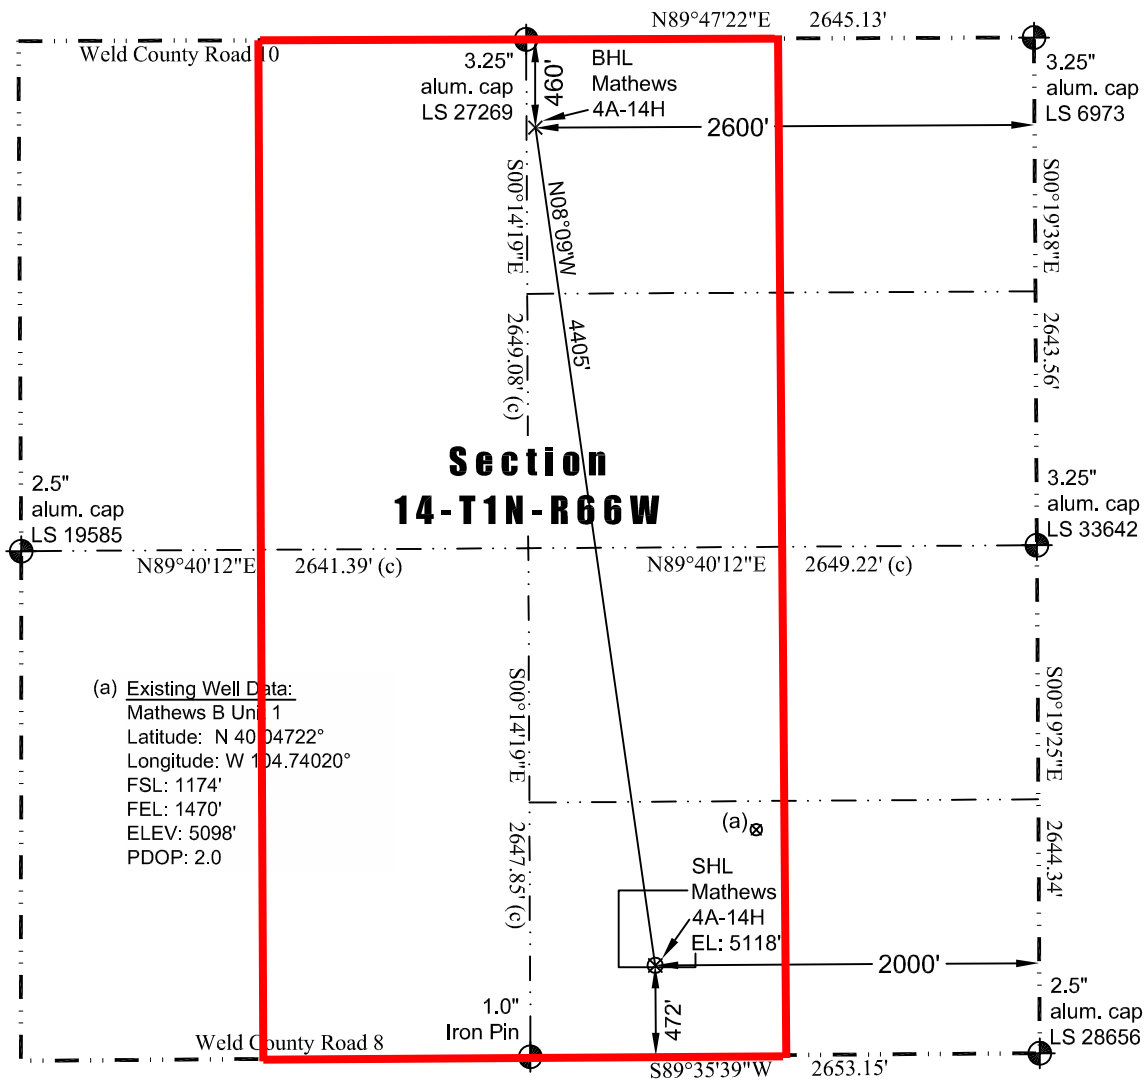 N89°47'22"E 2645.13'
Weld County Road 10
3.25"
alum. cap
LS 27269
460'
BHL
Mathews
4A-14H
3.25"
alum. cap
LS 6973
2600'
S00°14'19"E
2649.08' (c)
N08°09'W
4405'
S00°19'38"E
2643.56'
Section
14-T1N-R66W
2.5"
alum. cap
LS 19585
3.25"
alum. cap
LS 33642
N89°40'12"E 2641.39' (c)
N89°40'12"E 2649.22' (c)
(a) Existing Well Data:
Mathews B Unit 1
Latitude: N 40.04722°
Longitude: W 104.74020°
FSL: 1174'
FEL: 1470'
ELEV: 5098'
PDOP: 2.0
S00°14'19"E
2647.85' (c)
S00°19'25"E
2644.34'
(a)
SHL
Mathews
4A-14H
EL: 5118'
2000'
472'
1.0"
Iron Pin
2.5"
alum. cap
LS 28656
Weld County Road 8
S89°35'39"W 2653.15'